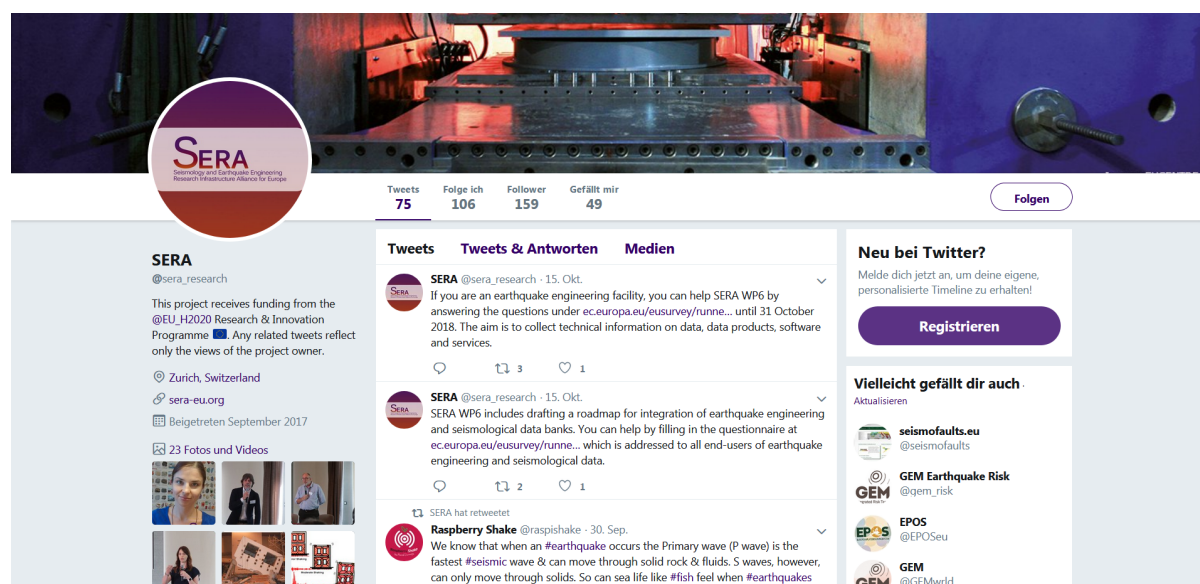 SERA
Seismology and Earthquake Engineering
Research Infrastructure Alliance for Europe
Tweets
75
Folge ich
106
Follower
159
Gefällt mir
49
Folgen
SERA
@sera_research
This project receives funding from the
@EU_H2020 Research & Innovation
Programme. Any related tweets reflect
only the views of the project owner.
Zurich, Switzerland
sera-eu.org
Beigetreten September 2017
23 Fotos und Videos
Tweets Tweets & Antworten Medien
SERA @sera_research · 15. Okt.
If you are an earthquake engineering facility, you can help SERA WP6 by
answering the questions under ec.europa.eu/eusurvey/runne... until 31 October
2018. The aim is to collect technical information on data, data products, software
and services.
3 1
SERA @sera_research · 15. Okt.
SERA WP6 includes drafting a roadmap for integration of earthquake engineering
and seismological data banks. You can help by filling in the questionnaire at
ec.europa.eu/eusurvey/runne... which is addressed to all end-users of earthquake
engineering and seismological data.
2 1
SERA hat retweetet
Raspberry Shake @raspishake · 30. Sep.
We know that when an #earthquake occurs the Primary wave (P wave) is the
fastest #seismic wave & can move through solid rock & fluids. S waves, however,
can only move through solids. So can sea life like #fish feel when #earthquakes
Neu bei Twitter?
Melde dich jetzt an, um deine eigene,
personalisierte Timeline zu erhalten!
Registrieren
Vielleicht gefällt dir auch ·
Aktualisieren
seismofaults.eu
@seismofaults
GEM
GEM Earthquake Risk
@gem_risk
EPOS
EPOS
@EPOSeu
GEM
GEM
@GEMwrld